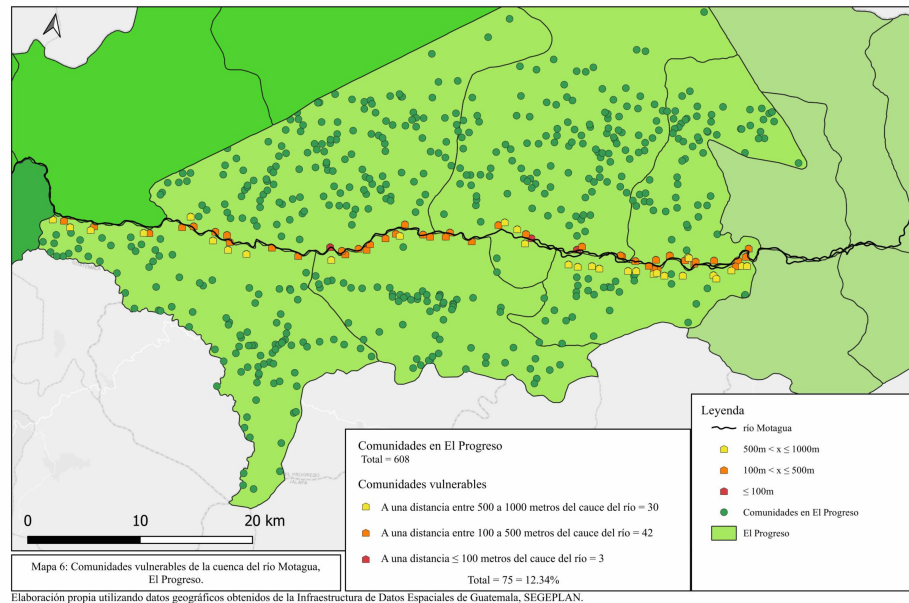 Comunidades en El Progreso
Total = 608
Comunidades vulnerables
A una distancia entre 500 a 1000 metros del cauce del río = 30
A una distancia entre 100 a 500 metros del cauce del río = 42
A una distancia ≤ 100 metros del cauce del río = 3
Total = 75 = 12.34%
Leyenda
río Motagua
500m < x ≤ 1000m
100m < x ≤ 500m
≤ 100m
Comunidades en El Progreso
El Progreso
0 10 20 km
Mapa 6: Comunidades vulnerables de la cuenca del río Motagua,
El Progreso.
Elaboración propia utilizando datos geográficos obtenidos de la Infraestructura de Datos Espaciales de Guatemala, SEGEPLAN.